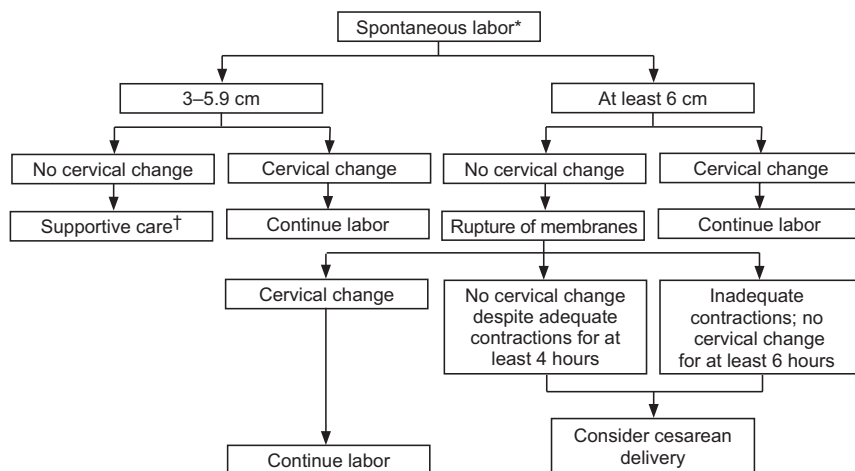 Spontaneous labor*
3–5.9 cm
At least 6 cm
No cervical change
Cervical change
No cervical change
Cervical change
Supportive care†
Continue labor
Rupture of membranes
Continue labor
Cervical change
No cervical change
despite adequate
contractions for at
least 4 hours
Inadequate
contractions; no
cervical change
for at least 6 hours
Continue labor
Consider cesarean
delivery